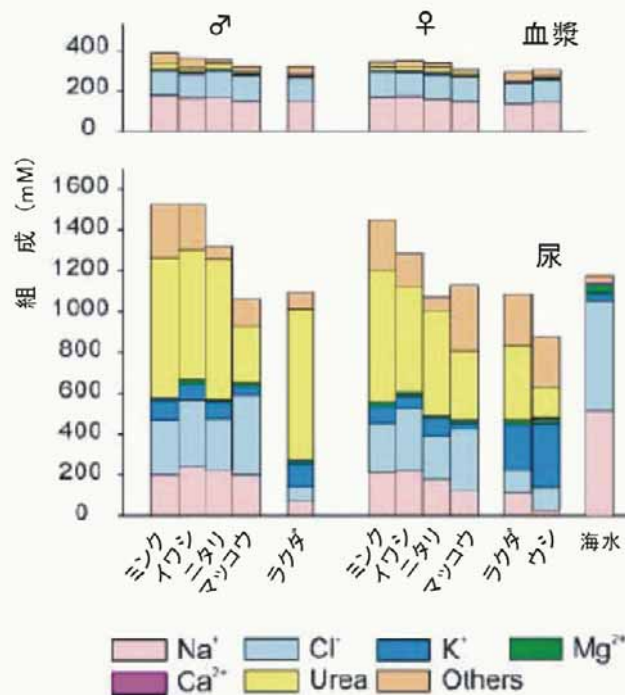 ♂ ♀ 血漿
400
200
0
組成 (mM)
尿
1600
1400
1200
1000
800
600
400
200
0
ミンク イワシ ニタリ マッコウ ラクダ ミンク イワシ ニタリ マッコウ ラクダ ウシ 海水
Na⁺ Cl⁻ K⁺ Mg²⁺
Ca²⁺ Urea Others